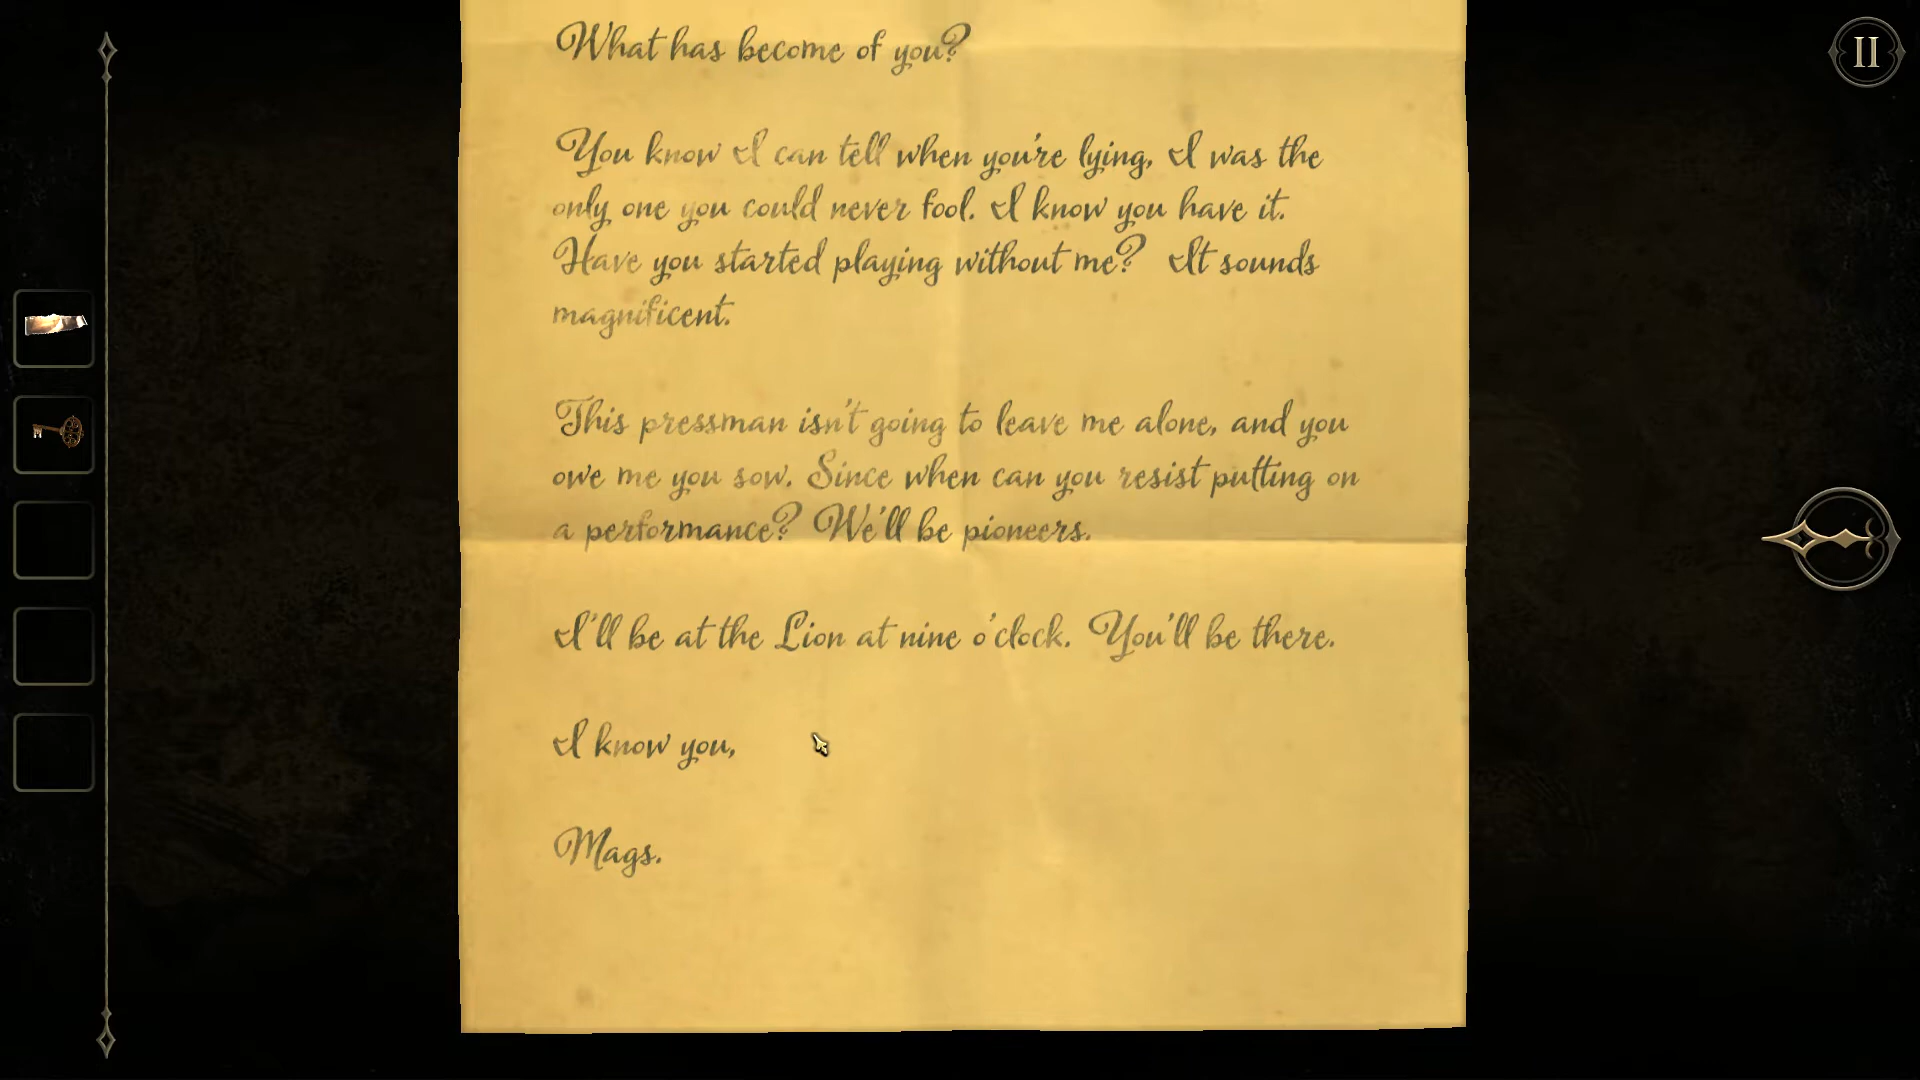 What has become of you?
You know I can tell when you're lying, I was the
only one you could never fool. I know you have it.
Have you started playing without me? It sounds
magnificent.
This pressman isn't going to leave me alone, and you
owe me you sow. Since when can you resist putting on
a performance? We'll be pioneers.
I'll be at the Lion at nine o'clock. You'll be there.
I know you,
Mags.